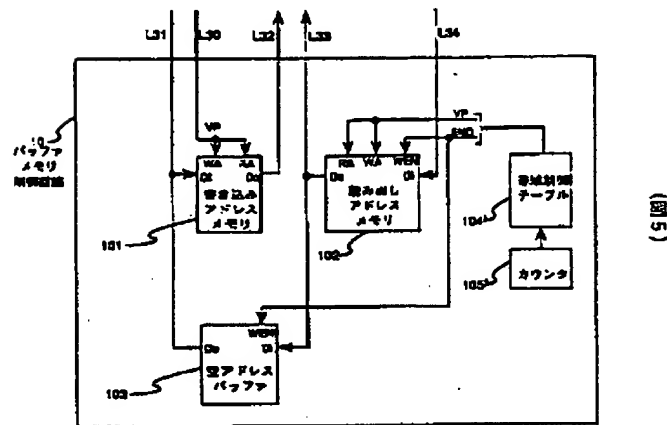 L31
L30
L32
L33
L34
10
バッファ
メモリ
制御回路
VP
WA
RA
DI
Do
書き込み
アドレス
メモリ
101
VP
RA
WA
WEN
Do
DI
読み出し
アドレス
メモリ
102
帯域制御
テーブル
104
カウンタ
105
WEN
Do
DI
空アドレス
バッファ
103
(図5)